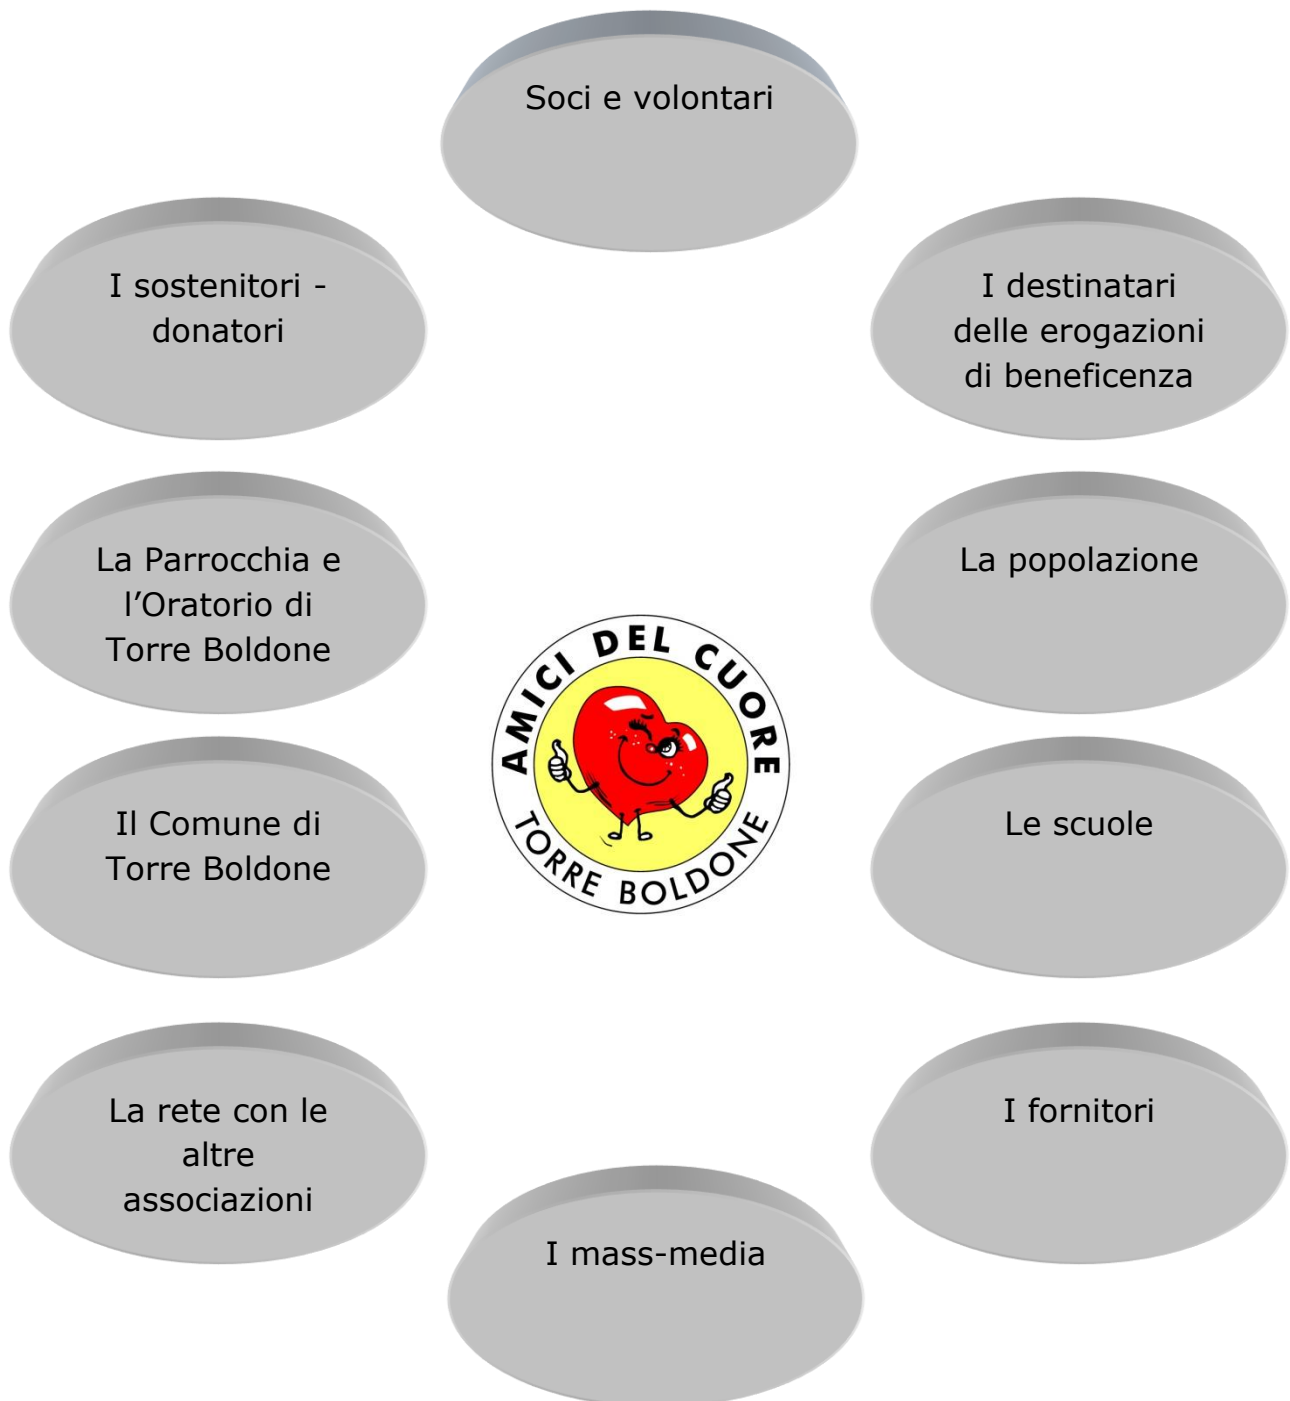 Soci e volontari
I sostenitori -
donatori
I destinatari
delle erogazioni
di beneficenza
La Parrocchia e
l’Oratorio di
Torre Boldone
La popolazione
AMICI DEL CUORE
TORRE BOLDONE
Il Comune di
Torre Boldone
Le scuole
La rete con le
altre
associazioni
I fornitori
I mass-media